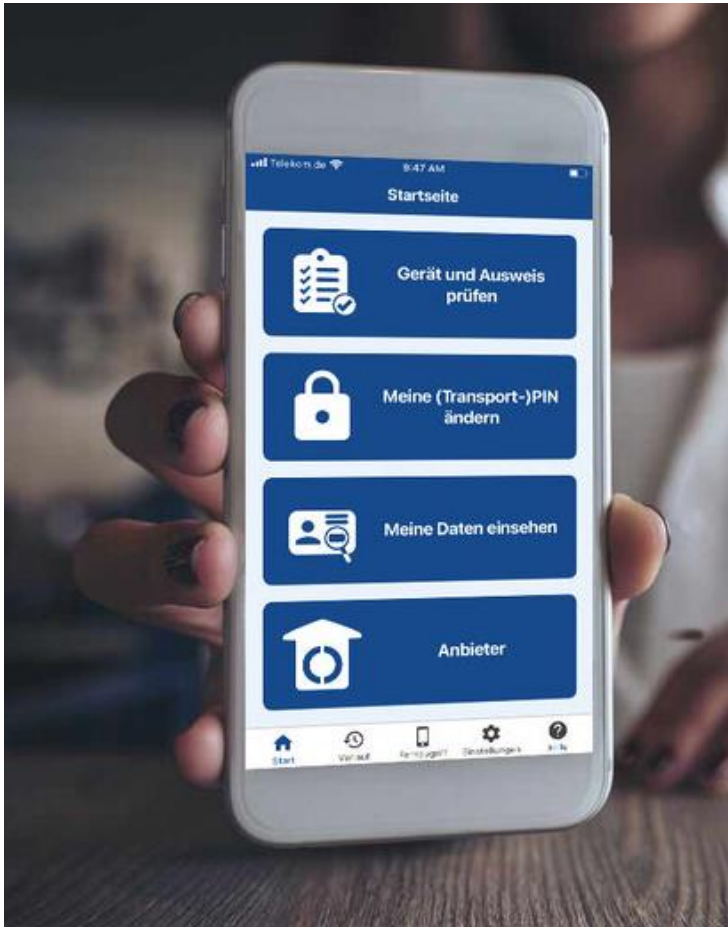 Telekom.de
9:47 AM
Startseite
Gerät und Ausweis
prüfen
Meine (Transport-)PIN
ändern
Meine Daten einsehen
Anbieter
Start
Verlauf
Einstellungen